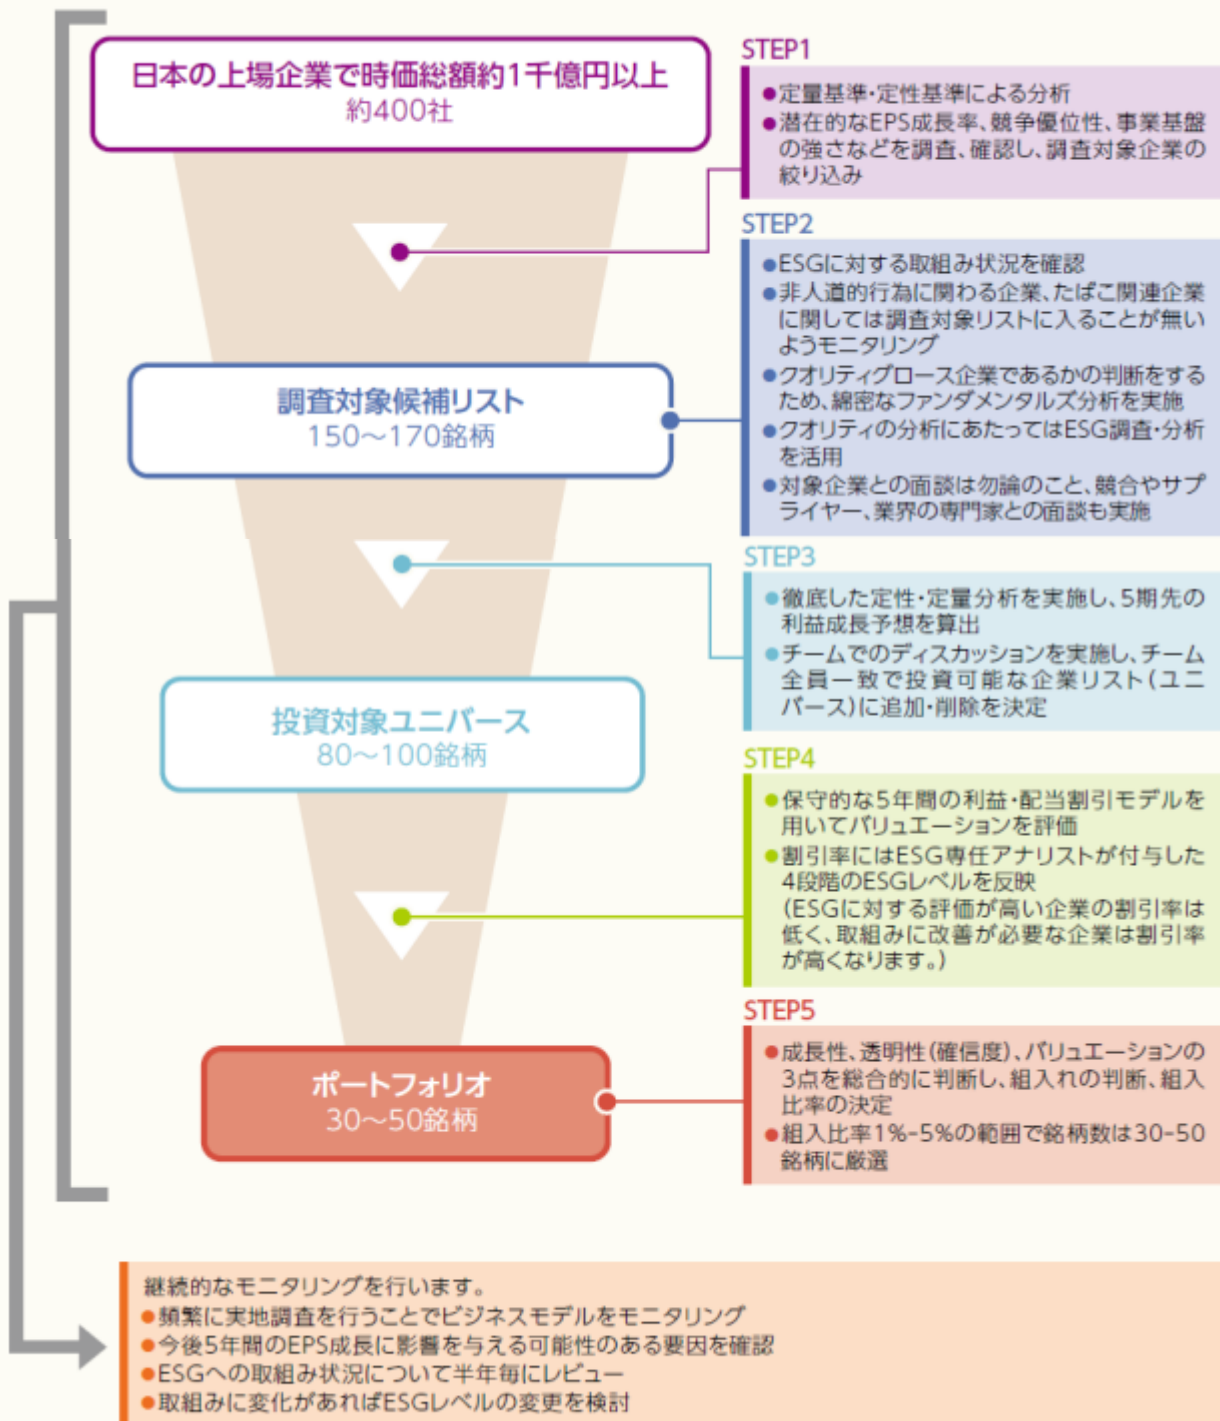 日本の上場企業で時価総額約1千億円以上
約400社
STEP1
●定量基準・定性基準による分析
●潜在的なEPS成長率、競争優位性、事業基盤
の強さなどを調査、確認し、調査対象企業の
絞り込み
STEP2
●ESGに対する取組み状況を確認
●非人道的行為に関わる企業、たばこ関連企業
に関しては調査対象リストに入ることが無い
ようモニタリング
●クオリティグロース企業であるかの判断をする
ため、綿密なファンダメンタルズ分析を実施
●クオリティの分析にあたってはESG調査・分析
を活用
●対象企業との面談は勿論のこと、競合やサプ
ライヤー、業界の専門家との面談も実施
調査対象候補リスト
150〜170銘柄
STEP3
●徹底した定性・定量分析を実施し、5期先の
利益成長予想を算出
●チームでのディスカッションを実施し、チーム
全員一致で投資可能な企業リスト(ユニ
バース)に追加・削除を決定
投資対象ユニバース
80〜100銘柄
STEP4
●保守的な5年間の利益・配当割引モデルを
用いてバリュエーションを評価
●割引率にはESG専任アナリストが付与した
4段階のESGレベルを反映
(ESGに対する評価が高い企業の割引率は
低く、取組みに改善が必要な企業は割引率
が高くなります。)
STEP5
●成長性、透明性(確信度)、バリュエーションの
3点を総合的に判断し、組入れの判断、組入
比率の決定
●組入比率1%-5%の範囲で銘柄数は30-50
銘柄に厳選
ポートフォリオ
30〜50銘柄
継続的なモニタリングを行います。
●頻繁に実地調査を行うことでビジネスモデルをモニタリング
●今後5年間のEPS成長に影響を与える可能性のある要因を確認
●ESGへの取組み状況について半年毎にレビュー
●取組みに変化があればESGレベルの変更を検討